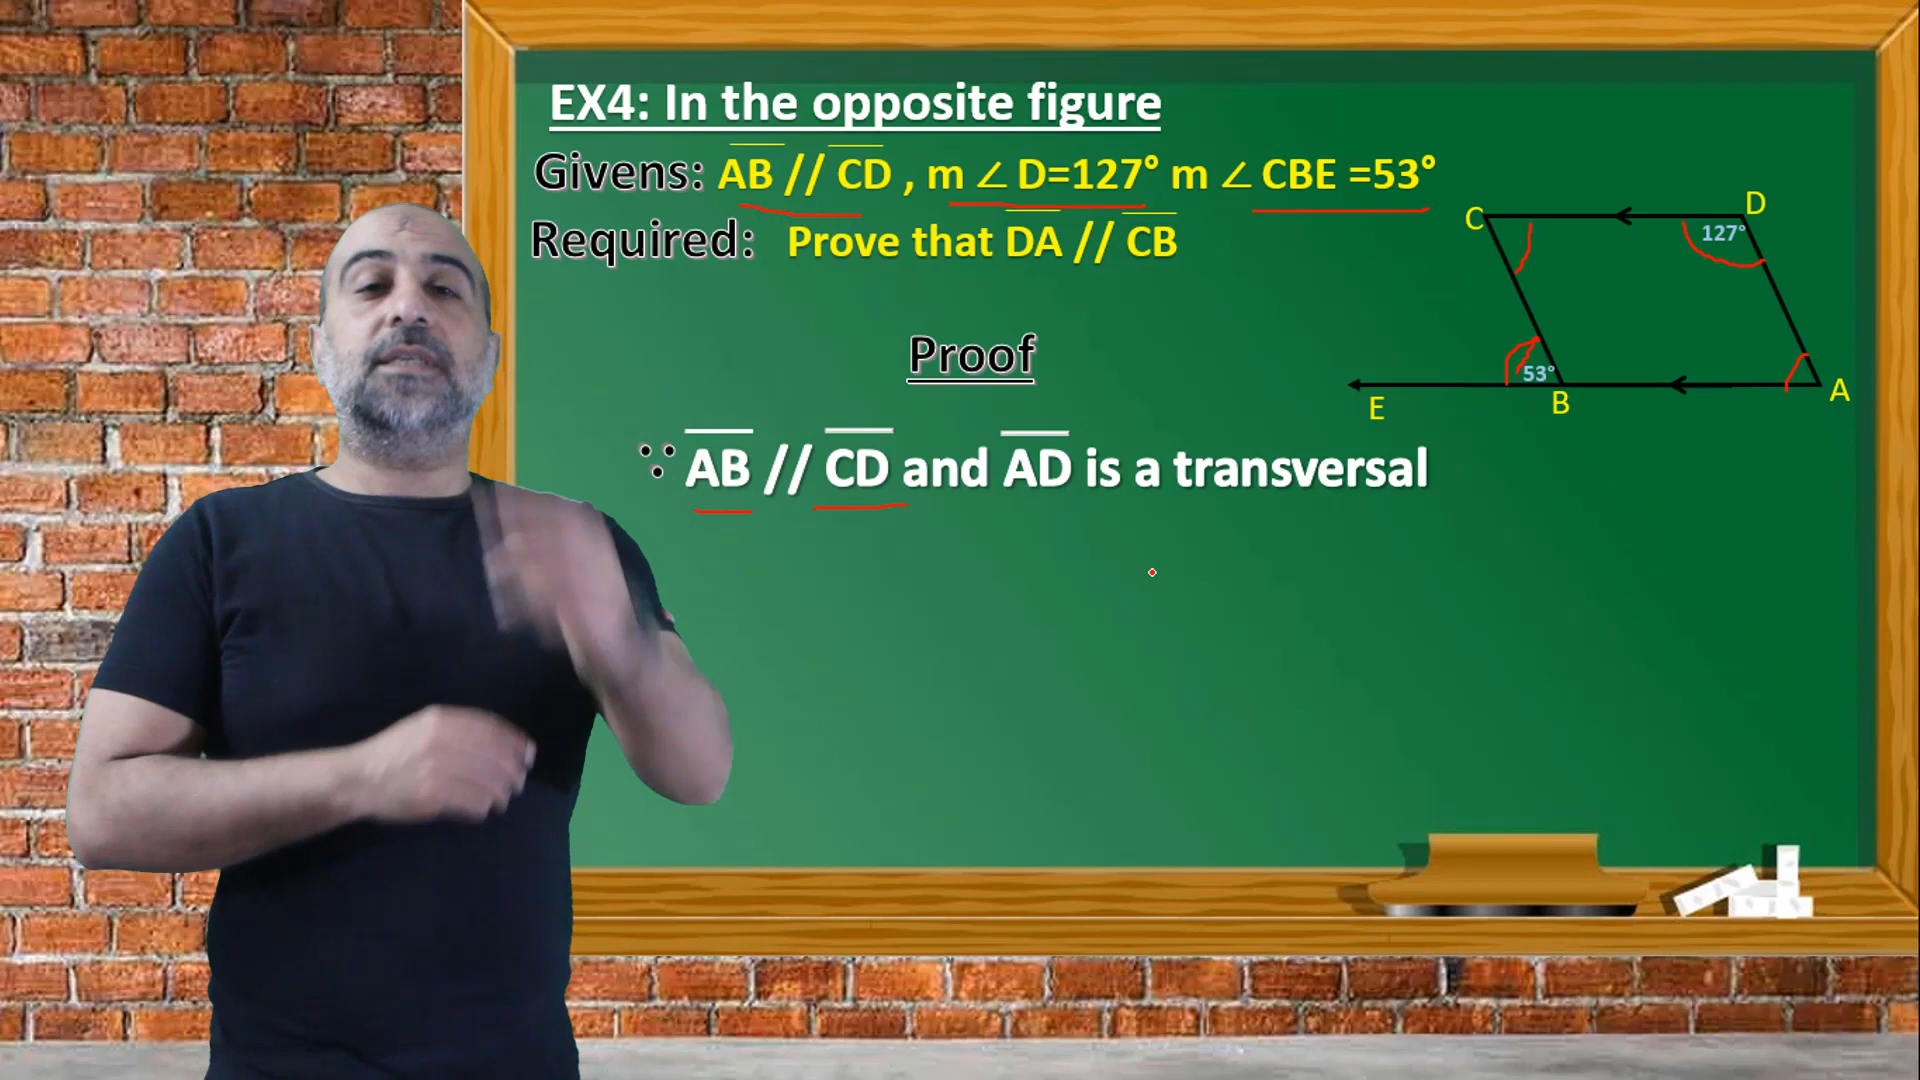 EX4: In the opposite figure
Givens: AB // CD , m ∠ D=127° m ∠ CBE =53°
Required: Prove that DA // CB
C
D
127°
53°
E
B
A
Proof
∵ AB // CD and AD is a transversal